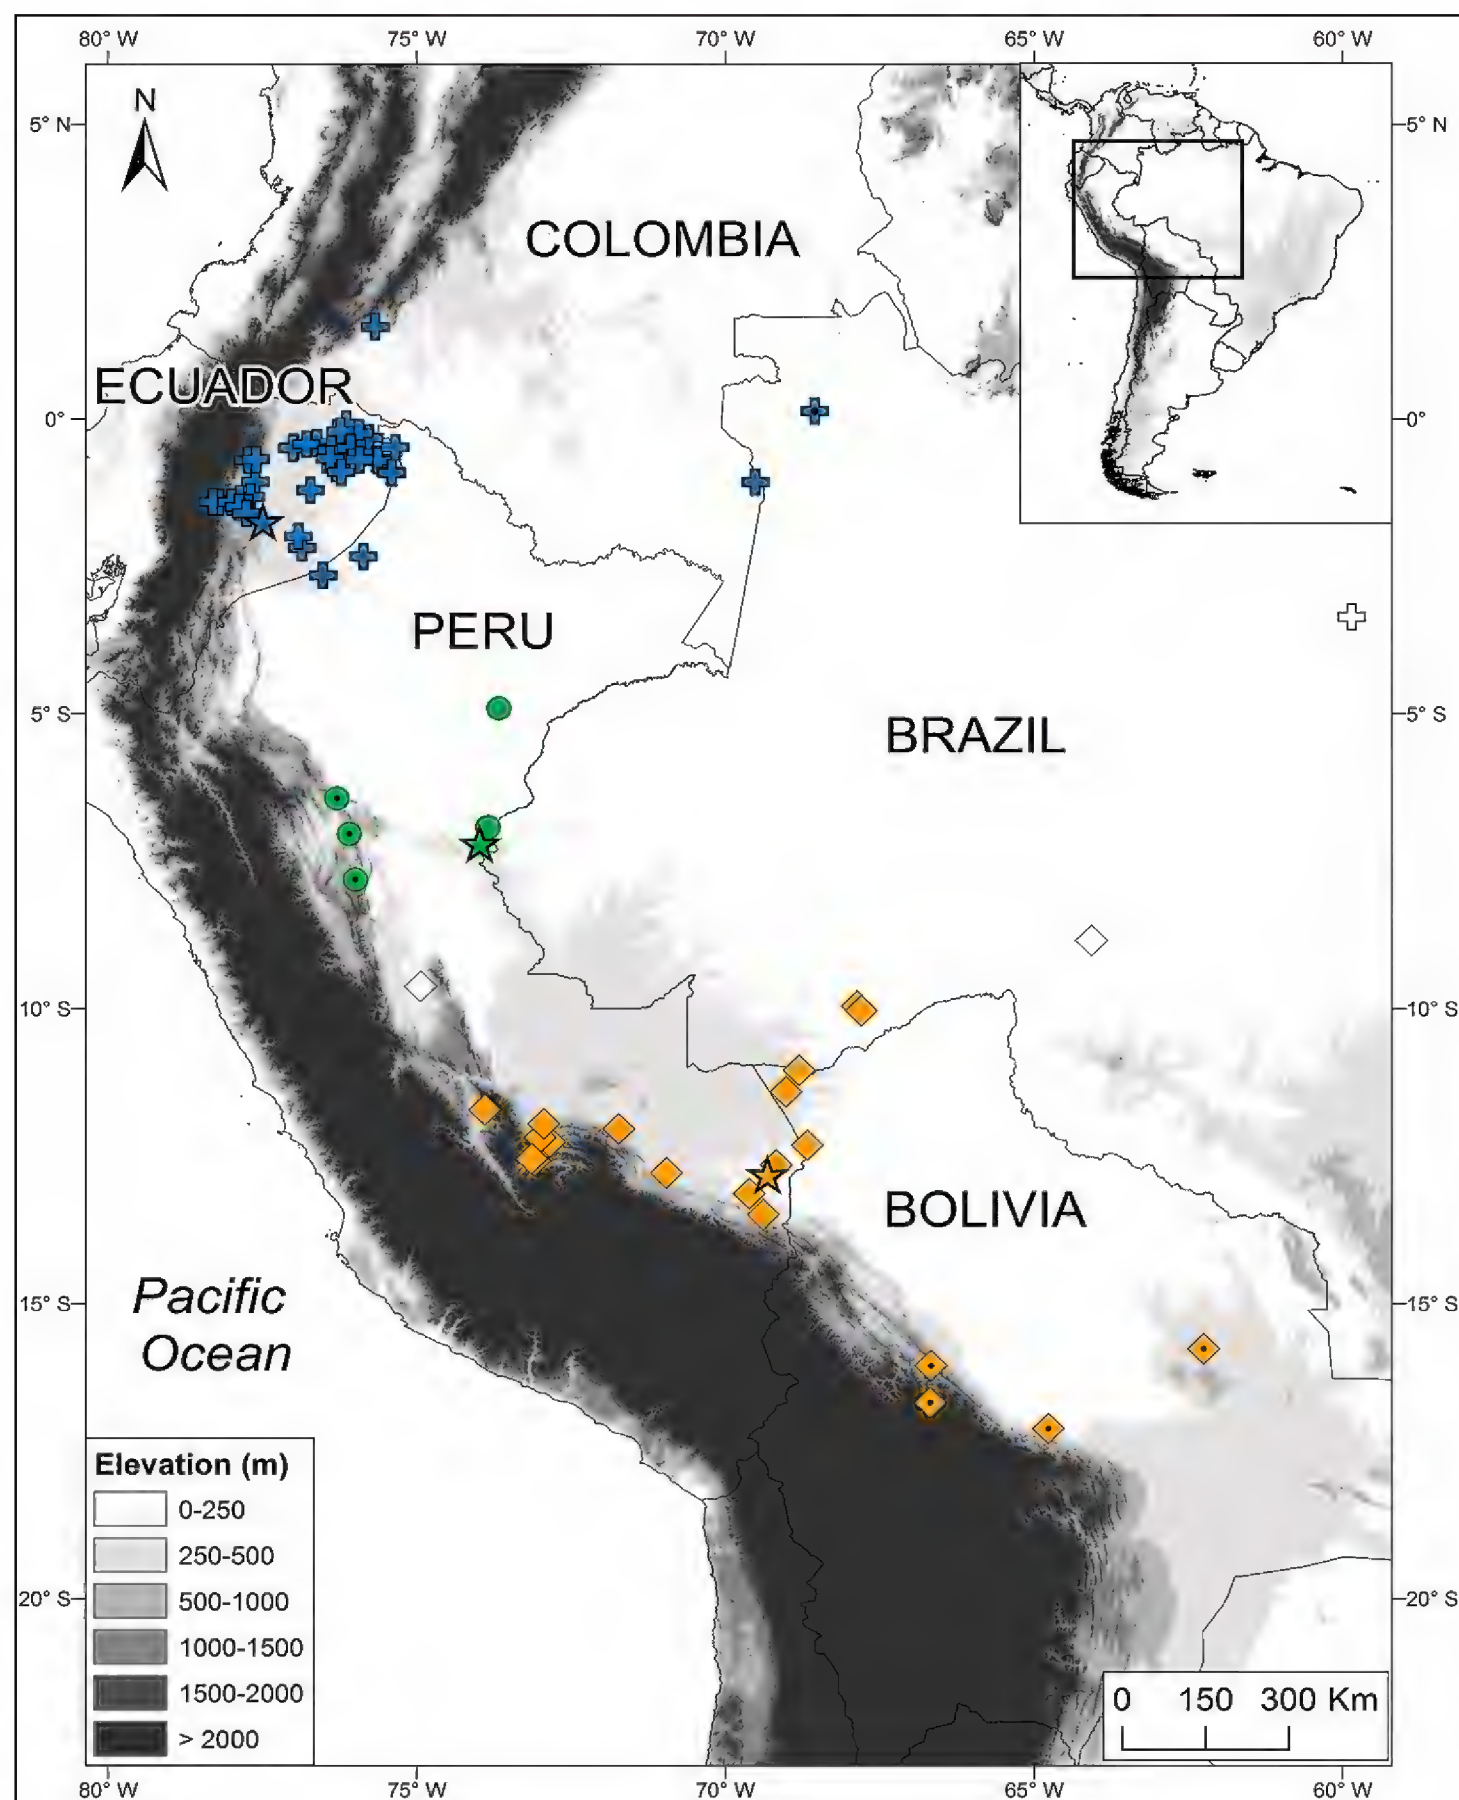 80° W 75° W 70° W 65° W 60° W
N
5° N 5° N
COLOMBIA
ECUADOR
0° 0°
PERU
5° S 5° S
BRAZIL
10° S 10° S
BOLIVIA
Pacific
Ocean
15° S 15° S
Elevation (m)
0-250
250-500
500-1000
1000-1500
1500-2000
> 2000
20° S 20° S
0 150 300 Km
80° W 75° W 70° W 65° W 60° W